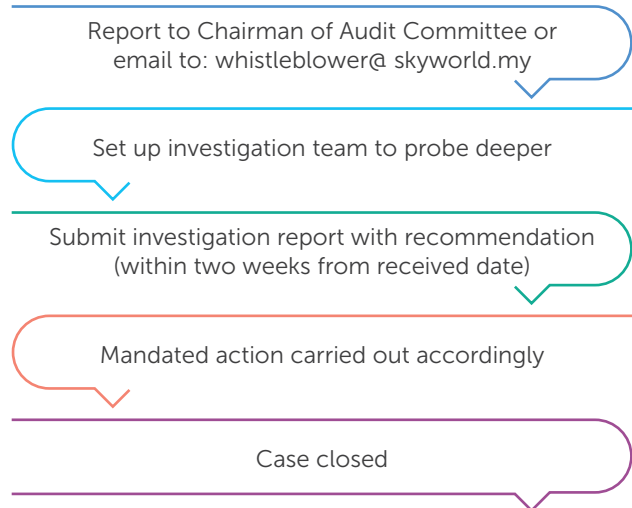 Report to Chairman of Audit Committee or
email to: whistleblower@ skyworld.my
Set up investigation team to probe deeper
Submit investigation report with recommendation
(within two weeks from received date)
Mandated action carried out accordingly
Case closed